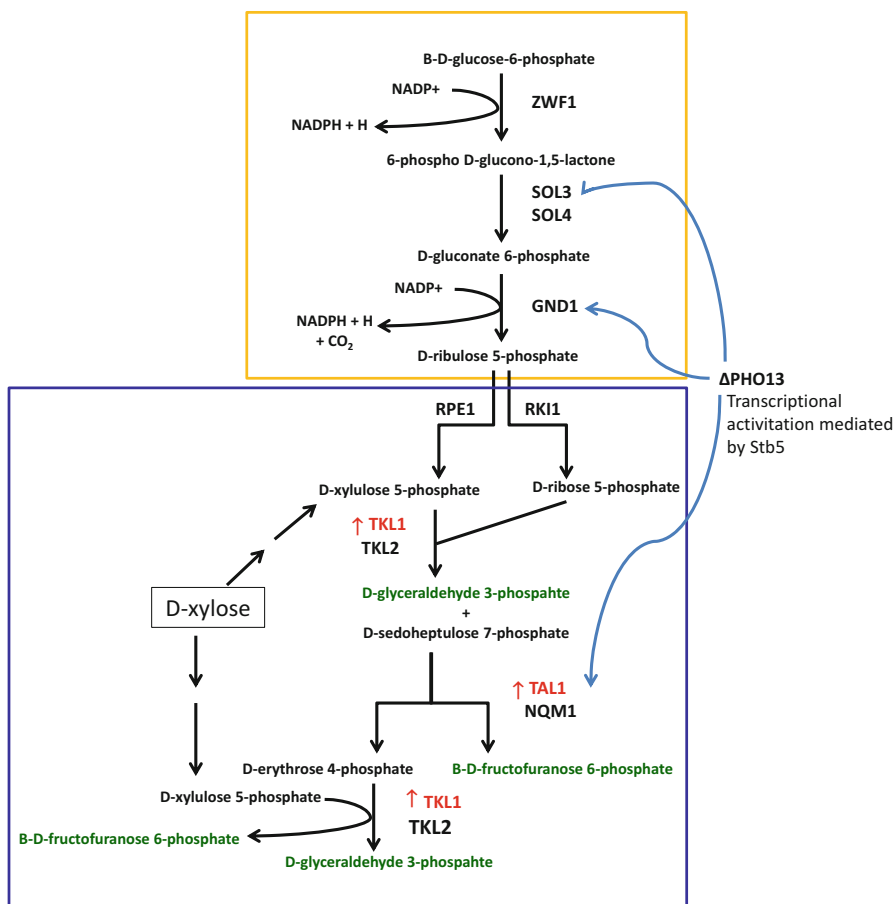 B-D-glucose-6-phosphate
NADP+
ZWF1
NADPH + H
6-phospho D-glucono-1,5-lactone
SOL3
SOL4
D-gluconate 6-phosphate
NADP+
GND1
NADPH + H
+ CO₂
D-ribulose 5-phosphate
ΔPHO13
Transcriptional
activitation mediated
by Stb5
RPE1
RKI1
D-xylulose 5-phosphate
D-ribose 5-phosphate
↑ TKL1
TKL2
D-xylose
D-glyceraldehyde 3-phospahte
+
D-sedoheptulose 7-phosphate
↑ TAL1
NQM1
D-erythrose 4-phosphate
B-D-fructofuranose 6-phosphate
D-xylulose 5-phosphate
↑ TKL1
TKL2
B-D-fructofuranose 6-phosphate
D-glyceraldehyde 3-phospahte